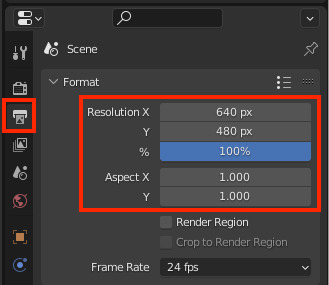 Scene
Format
Resolution X 640 px
Y 480 px
% 100%
Aspect X 1.000
Y 1.000
Render Region
Crop to Render Region
Frame Rate 24 fps